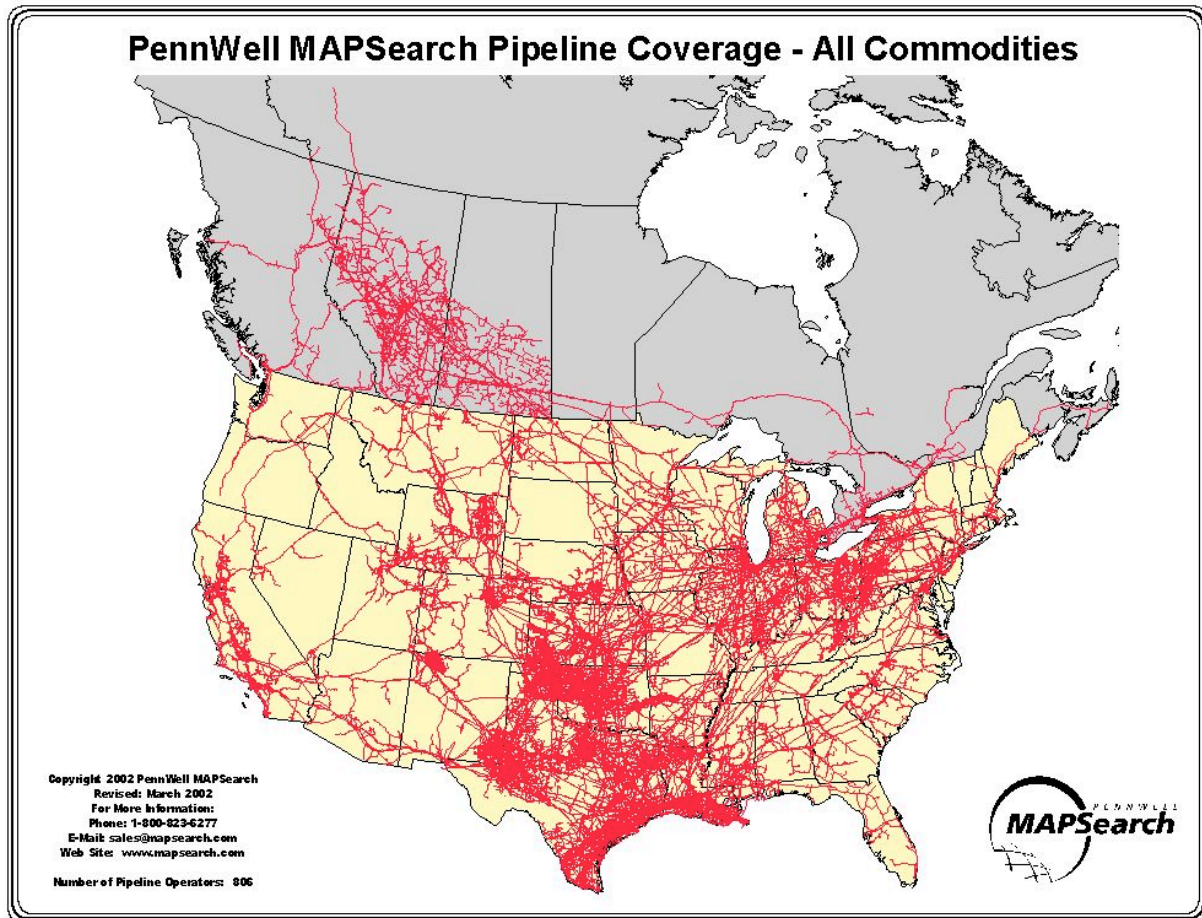 PennWell MAPSearch Pipeline Coverage - All Commodities
Copyright 2002 PennWell MAPSearch
Revised: March 2002
For More Information:
Phone: 1-800-823-6277
E-Mail: sales@mapsearch.com
Web Site: www.mapsearch.com
Number of Pipeline Operators: 806
PENNWELL
MAPSearch